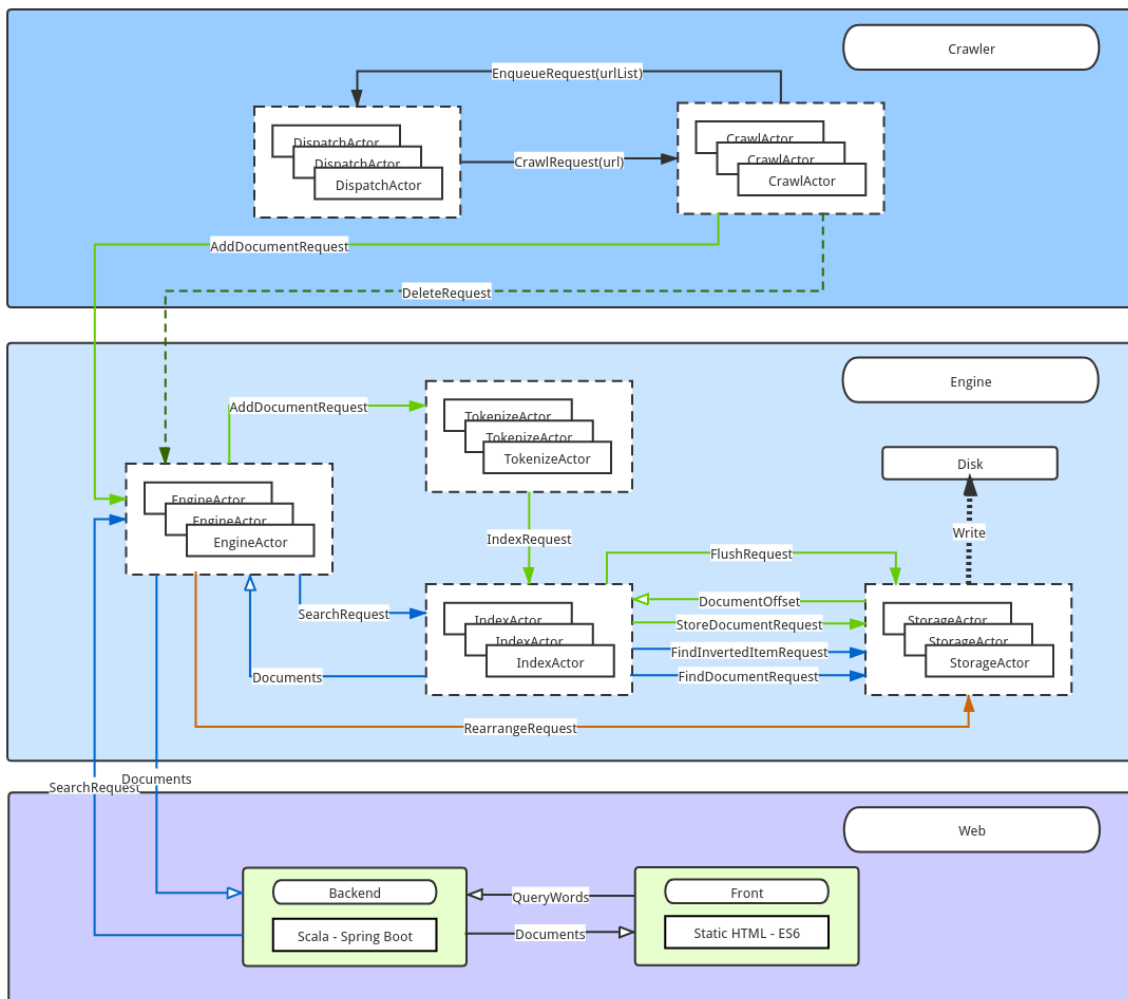 Crawler
EnqueueRequest(urlList)
DispatchActor
DispatchActor
DispatchActor
CrawlRequest(url)
CrawlActor
CrawlActor
CrawlActor
AddDocumentRequest
DeleteRequest
Engine
AddDocumentRequest
TokenizeActor
TokenizeActor
TokenizeActor
Disk
EngineActor
EngineActor
EngineActor
IndexRequest
Write
FlushRequest
SearchRequest
IndexActor
IndexActor
IndexActor
DocumentOffset
StoreDocumentRequest
FindInvertedItemRequest
FindDocumentRequest
StorageActor
StorageActor
StorageActor
Documents
RearrangeRequest
Documents
SearchRequest
Web
Backend
Scala - Spring Boot
QueryWords
Documents
Front
Static HTML - ES6